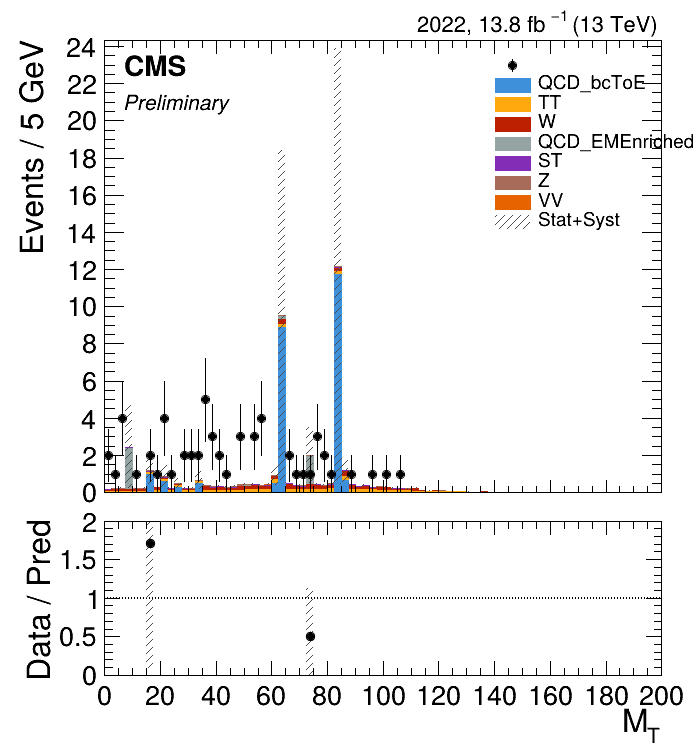 2022, 13.8 fb⁻¹ (13 TeV)
CMS
Preliminary
Events / 5 GeV
24
22
20
18
16
14
12
10
8
6
4
2
0
QCD_bcToE
TT
W
QCD_EMEnriched
ST
Z
VV
Stat+Syst
Data / Pred
2
1.5
1
0.5
0
0 20 40 60 80 100 120 140 160 180 200
M_T